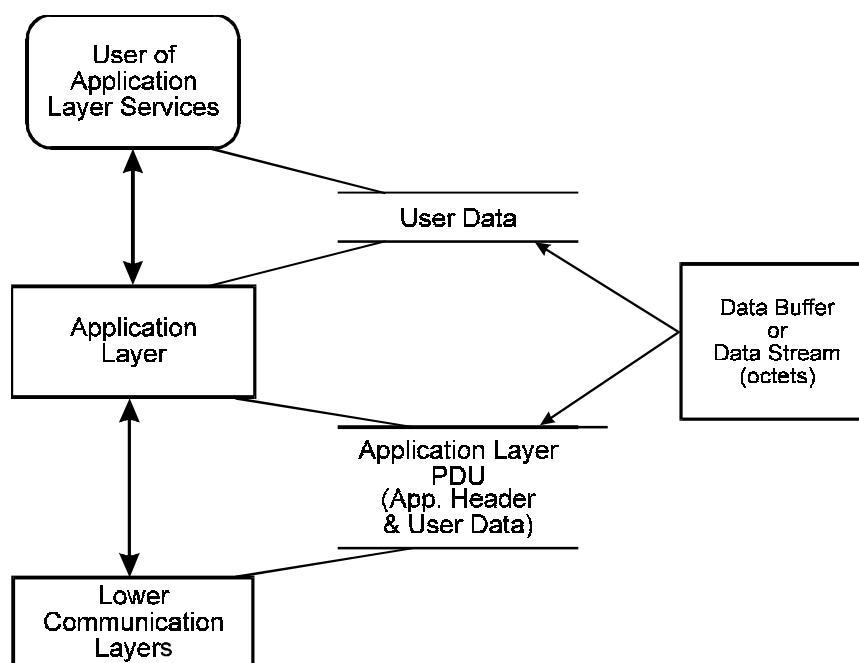 User of
Application
Layer Services
User Data
Application
Layer
Data Buffer
or
Data Stream
(octets)
Application Layer
PDU
(App. Header
& User Data)
Lower
Communication
Layers